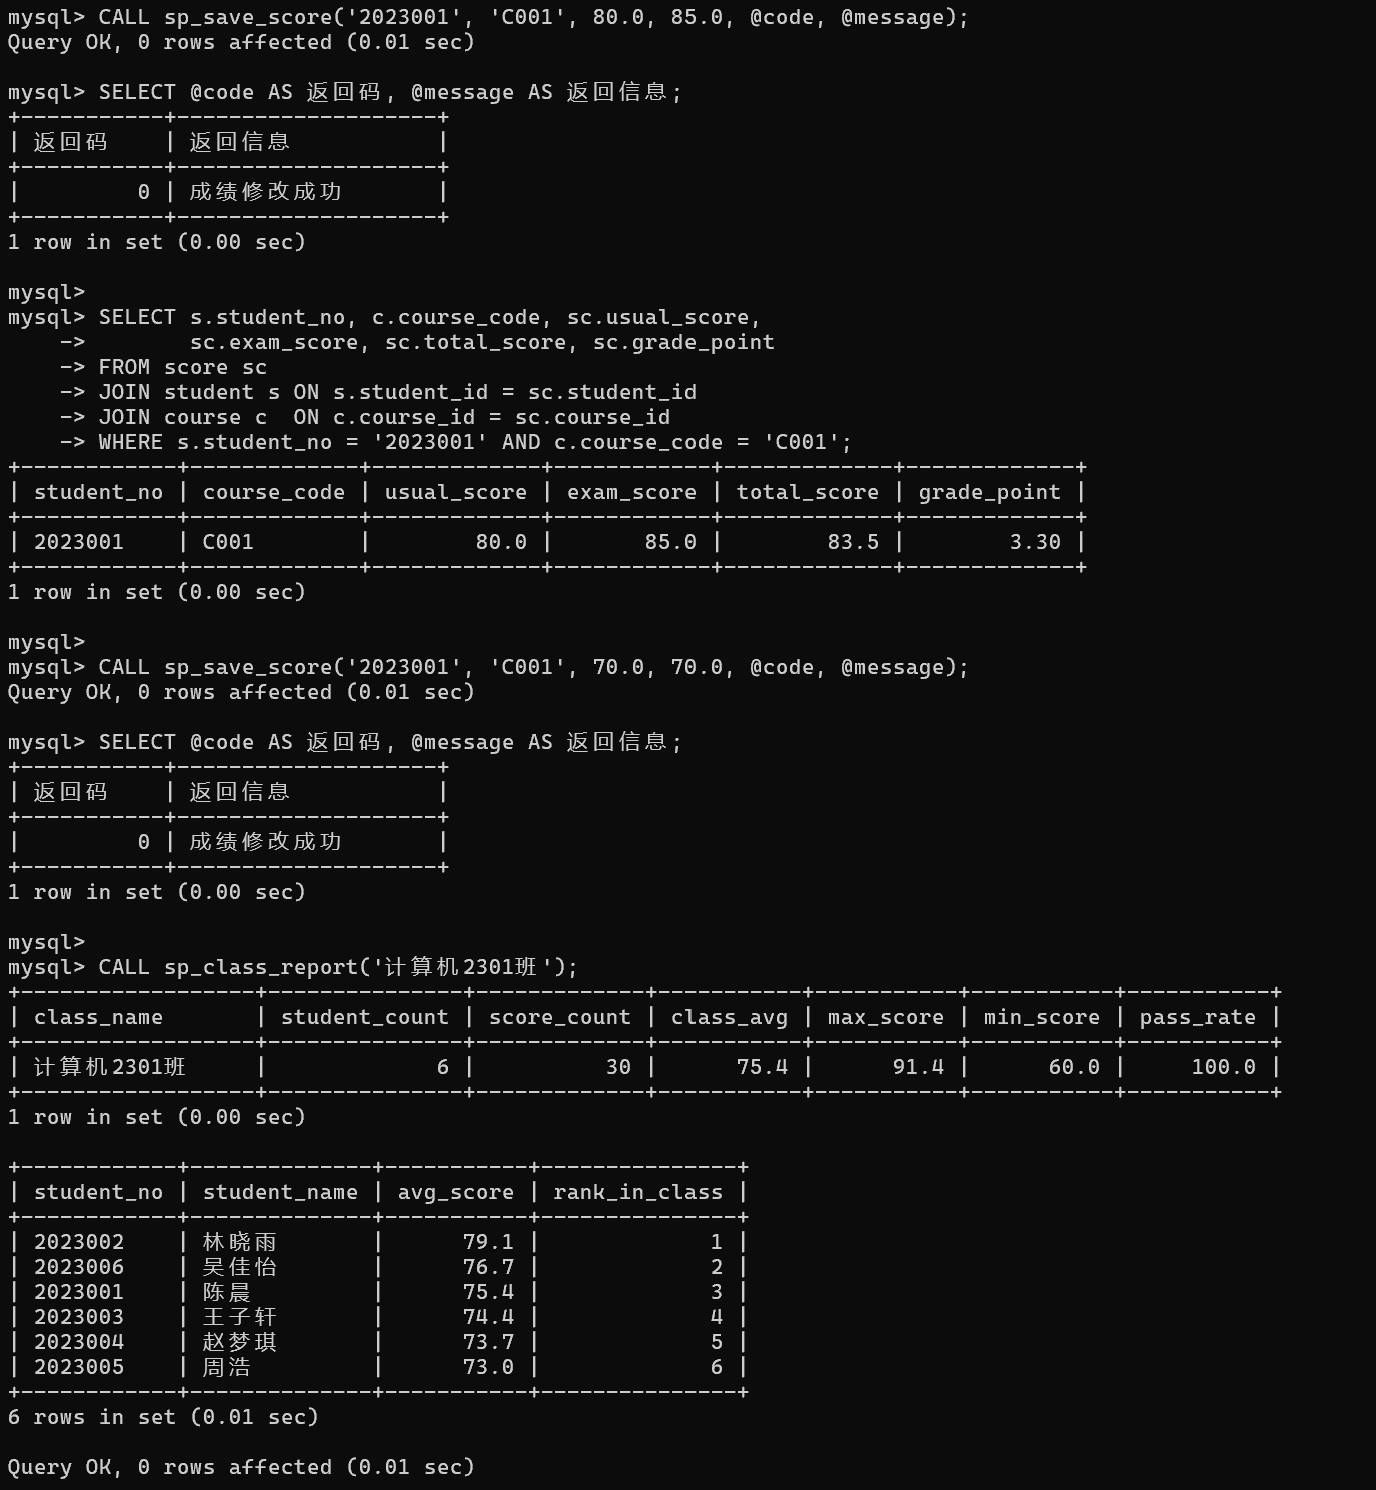 mysql> CALL sp_save_score('2023001', 'C001', 80.0, 85.0, @code, @message);
Query OK, 0 rows affected (0.01 sec)

mysql> SELECT @code AS 返回码, @message AS 返回信息;
+-----------+--------------------+
| 返回码    | 返回信息           |
+-----------+--------------------+
|         0 | 成绩修改成功       |
+-----------+--------------------+
1 row in set (0.00 sec)

mysql>
mysql> SELECT s.student_no, c.course_code, sc.usual_score,
    ->        sc.exam_score, sc.total_score, sc.grade_point
    -> FROM score sc
    -> JOIN student s ON s.student_id = sc.student_id
    -> JOIN course c  ON c.course_id = sc.course_id
    -> WHERE s.student_no = '2023001' AND c.course_code = 'C001';
+------------+-------------+-------------+------------+-------------+-------------+
| student_no | course_code | usual_score | exam_score | total_score | grade_point |
+------------+-------------+-------------+------------+-------------+-------------+
| 2023001    | C001        |        80.0 |       85.0 |        83.5 |        3.30 |
+------------+-------------+-------------+------------+-------------+-------------+
1 row in set (0.00 sec)

mysql>
mysql> CALL sp_save_score('2023001', 'C001', 70.0, 70.0, @code, @message);
Query OK, 0 rows affected (0.01 sec)

mysql> SELECT @code AS 返回码, @message AS 返回信息;
+-----------+--------------------+
| 返回码    | 返回信息           |
+-----------+--------------------+
|         0 | 成绩修改成功       |
+-----------+--------------------+
1 row in set (0.00 sec)

mysql>
mysql> CALL sp_class_report('计算机2301班');
+------------------+---------------+-------------+-----------+-----------+-----------+-----------+
| class_name       | student_count | score_count | class_avg | max_score | min_score | pass_rate |
+------------------+---------------+-------------+-----------+-----------+-----------+-----------+
| 计算机2301班     |             6 |          30 |      75.4 |      91.4 |      60.0 |     100.0 |
+------------------+---------------+-------------+-----------+-----------+-----------+-----------+
1 row in set (0.00 sec)

+------------+--------------+-----------+---------------+
| student_no | student_name | avg_score | rank_in_class |
+------------+--------------+-----------+---------------+
| 2023002    | 林晓雨       |      79.1 |             1 |
| 2023006    | 吴佳怡       |      76.7 |             2 |
| 2023001    | 陈晨         |      75.4 |             3 |
| 2023003    | 王子轩       |      74.4 |             4 |
| 2023004    | 赵梦琪       |      73.7 |             5 |
| 2023005    | 周浩         |      73.0 |             6 |
+------------+--------------+-----------+---------------+
6 rows in set (0.01 sec)

Query OK, 0 rows affected (0.01 sec)